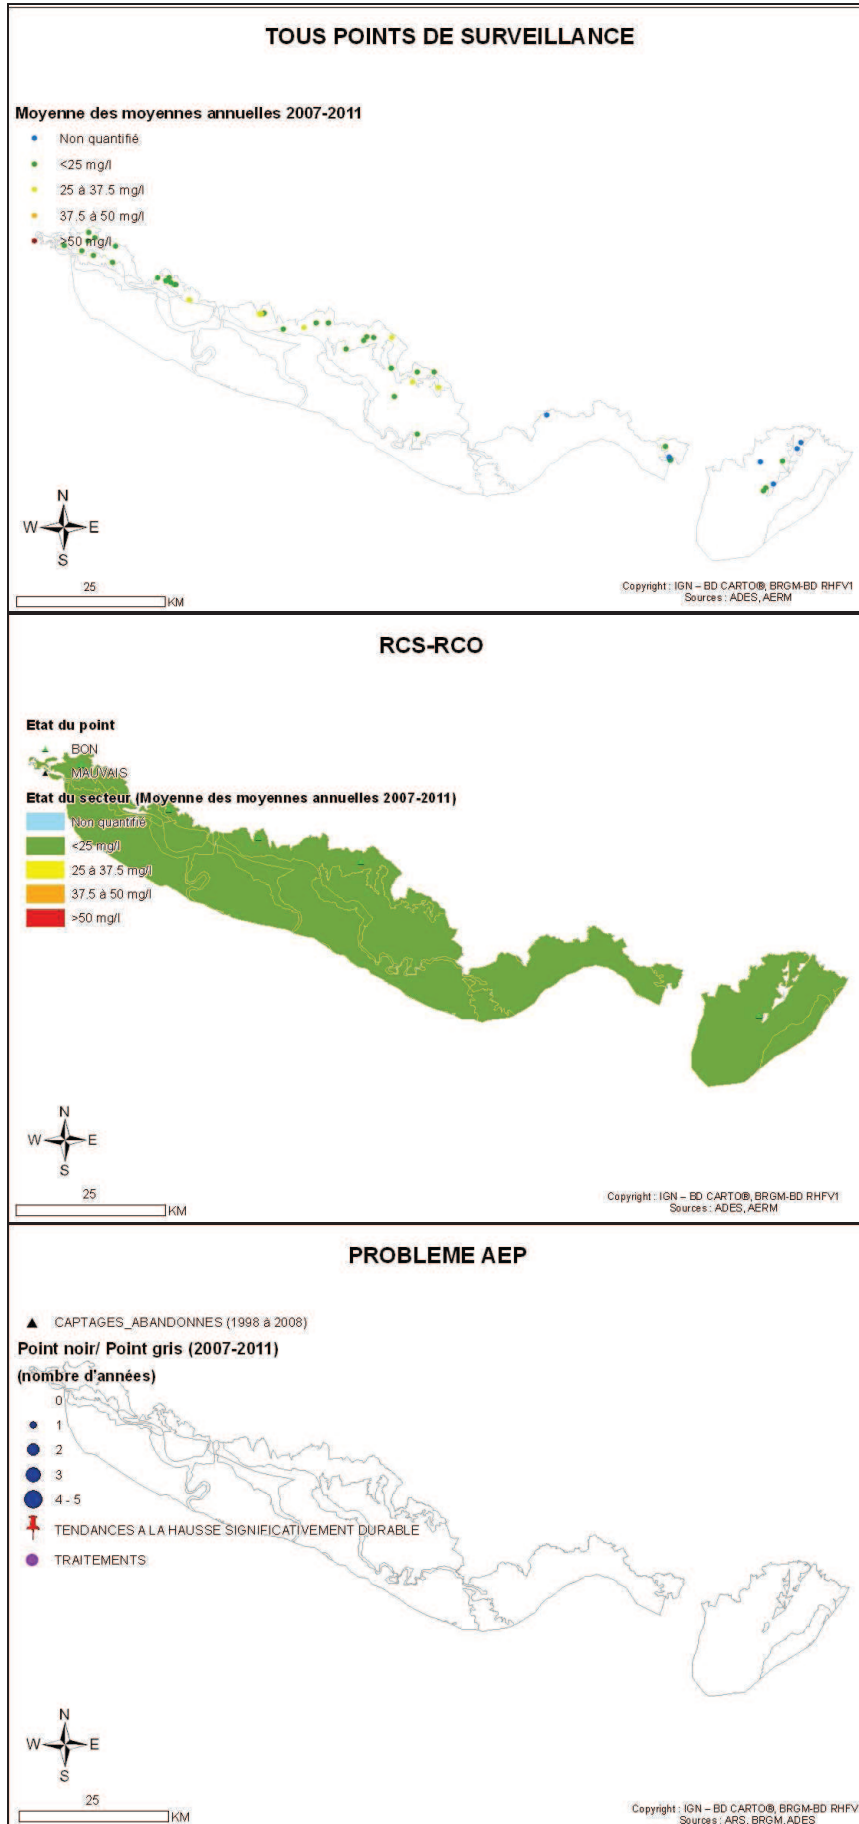 TOUS POINTS DE SURVEILLANCE
Moyenne des moyennes annuelles 2007-2011
Non quantifié
<25 mg/l
25 à 37.5 mg/l
37.5 à 50 mg/l
>50 mg/l
N
W E
S
25
KM
Copyright : IGN – BD CARTO®, BRGM-BD RHFV1
Sources : ADES, AERM
RCS-RCO
Etat du point
BON
MAUVAIS
Etat du secteur (Moyenne des moyennes annuelles 2007-2011)
Non quantifié
<25 mg/l
25 à 37.5 mg/l
37.5 à 50 mg/l
>50 mg/l
N
W E
S
25
KM
Copyright : IGN – BD CARTO®, BRGM-BD RHFV1
Sources : ADES, AERM
PROBLEME AEP
CAPTAGES_ABANDONNES (1998 à 2008)
Point noir/ Point gris (2007-2011)
(nombre d'années)
0
1
2
3
4 - 5
TENDANCES A LA HAUSSE SIGNIFICATIVEMENT DURABLE
TRAITEMENTS
N
W E
S
25
KM
Copyright : IGN – BD CARTO®, BRGM-BD RHFV
Sources : ARS, BRGM, ADES